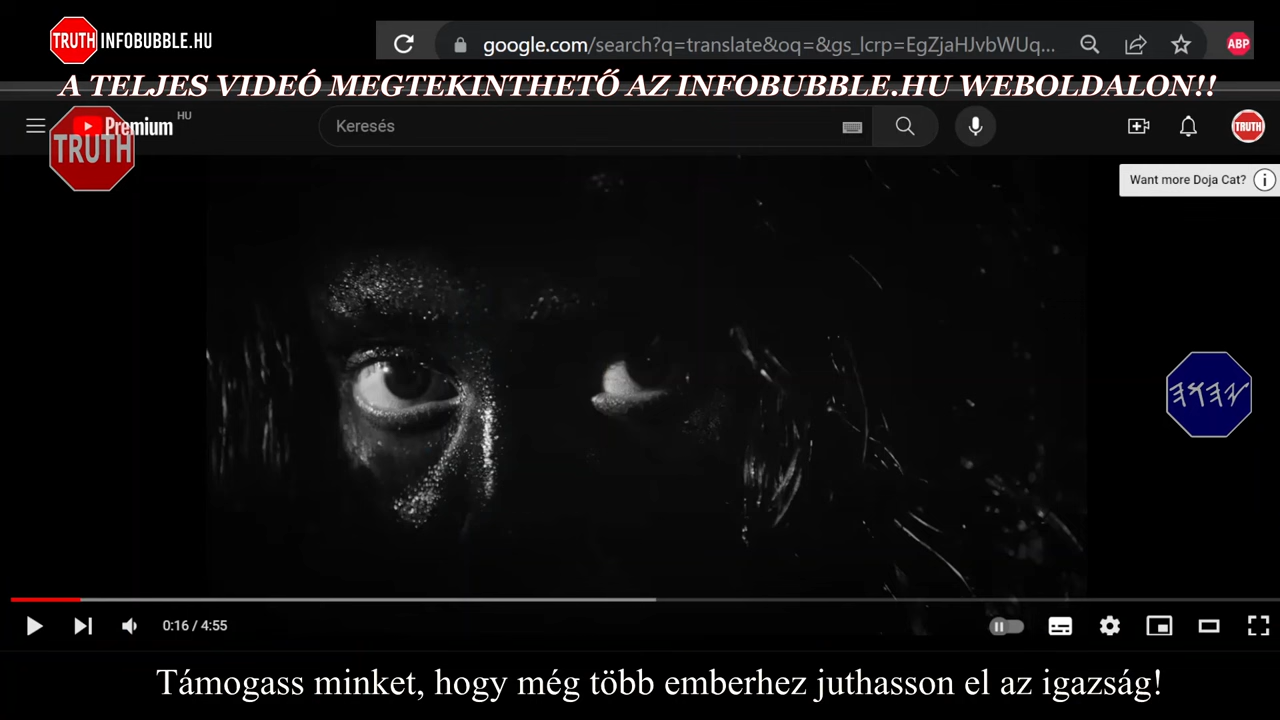 TRUTH INFOBUBBLE.HU
google.com/search?q=translate&oq=&gs_lcrp=EgZjaHJvbWUq...
ABP
A TELJES VIDEÓ MEGTEKINTHETŐ AZ INFOBUBBLE.HU WEBOLDALON!!
Premium HU
Keresés
TRUTH
TRUTH
Want more Doja Cat?
𐤉𐤄𐤅𐤄
0:16 / 4:55
Támogass minket, hogy még több emberhez juthasson el az igazság!